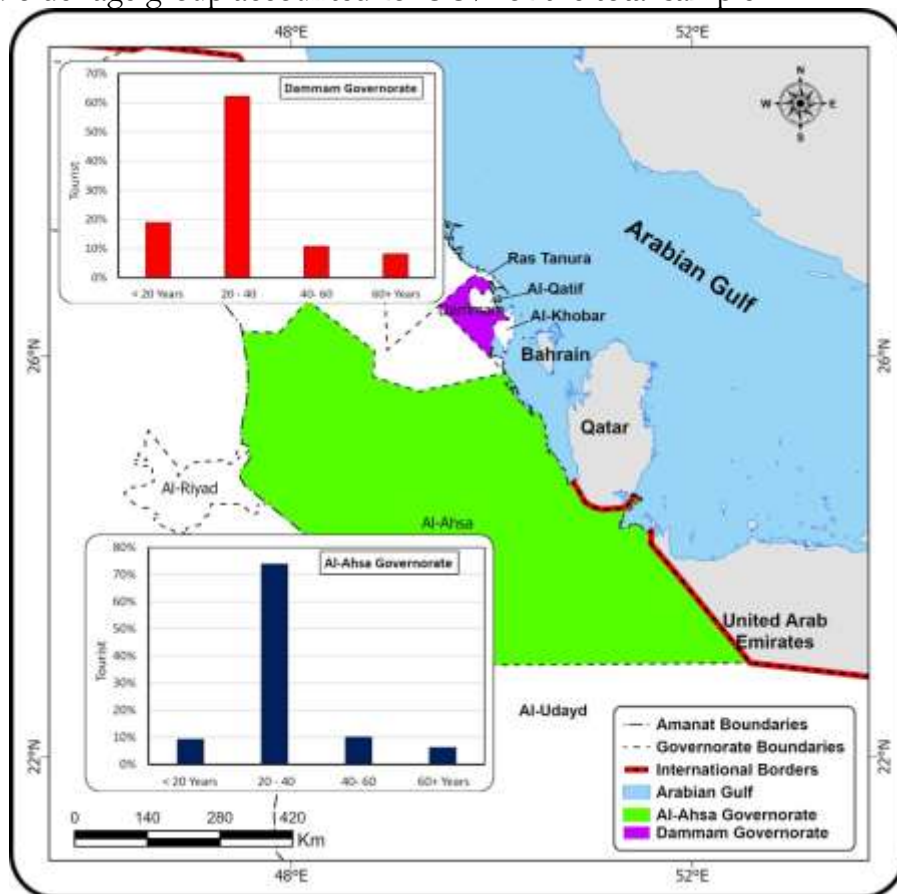 48°E 52°E
70%
60%
50%
40%
30%
20%
10%
0%
Tourist
Dammam Governorate
< 20 Years 20 - 40 40- 60 60+ Years
N
W E
S
Arabian Gulf
Ras Tanura
Al-Qatif
Dammam
Al-Khobar
26°N
Bahrain
26°N
Qatar
Al-Riyad
Al-Ahsa
80%
70%
60%
50%
40%
30%
20%
10%
0%
Tourist
Al-Ahsa Governorate
< 20 Years 20 - 40 40- 60 60+ Years
United Arab
Emirates
Al-Udayd
22°N
22°N
Amanat Boundaries
Governorate Boundaries
International Borders
Arabian Gulf
Al-Ahsa Governorate
Dammam Governorate
0 140 280 420
Km
48°E 52°E